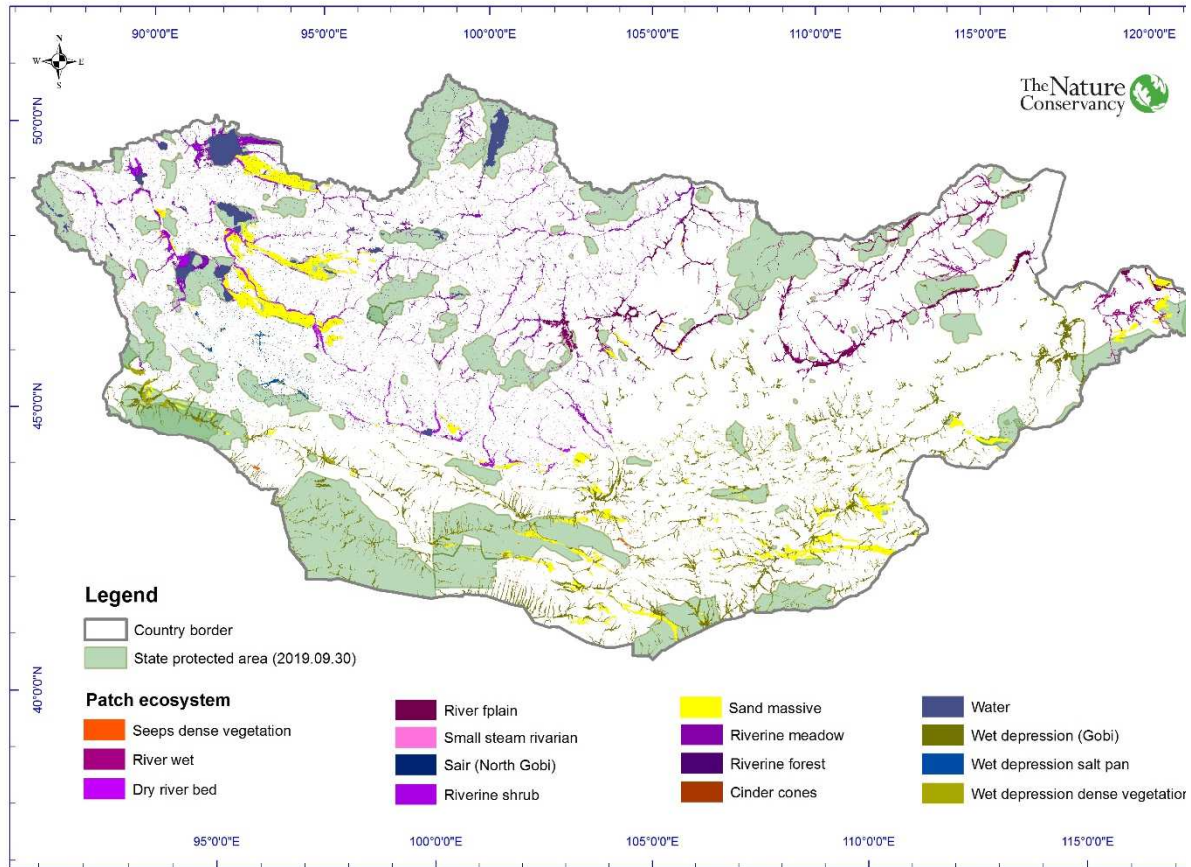 90°0'0"E 95°0'0"E 100°0'0"E 105°0'0"E 110°0'0"E 115°0'0"E 120°0'0"E
N
W E
S
The Nature
Conservancy
50°0'0"N
45°0'0"N
40°0'0"N
Legend
Country border
State protected area (2019.09.30)
Patch ecosystem
Seeps dense vegetation
River wet
Dry river bed
River fplain
Small steam rivarian
Sair (North Gobi)
Riverine shrub
Sand massive
Riverine meadow
Riverine forest
Cinder cones
Water
Wet depression (Gobi)
Wet depression salt pan
Wet depression dense vegetation
95°0'0"E 100°0'0"E 105°0'0"E 110°0'0"E 115°0'0"E